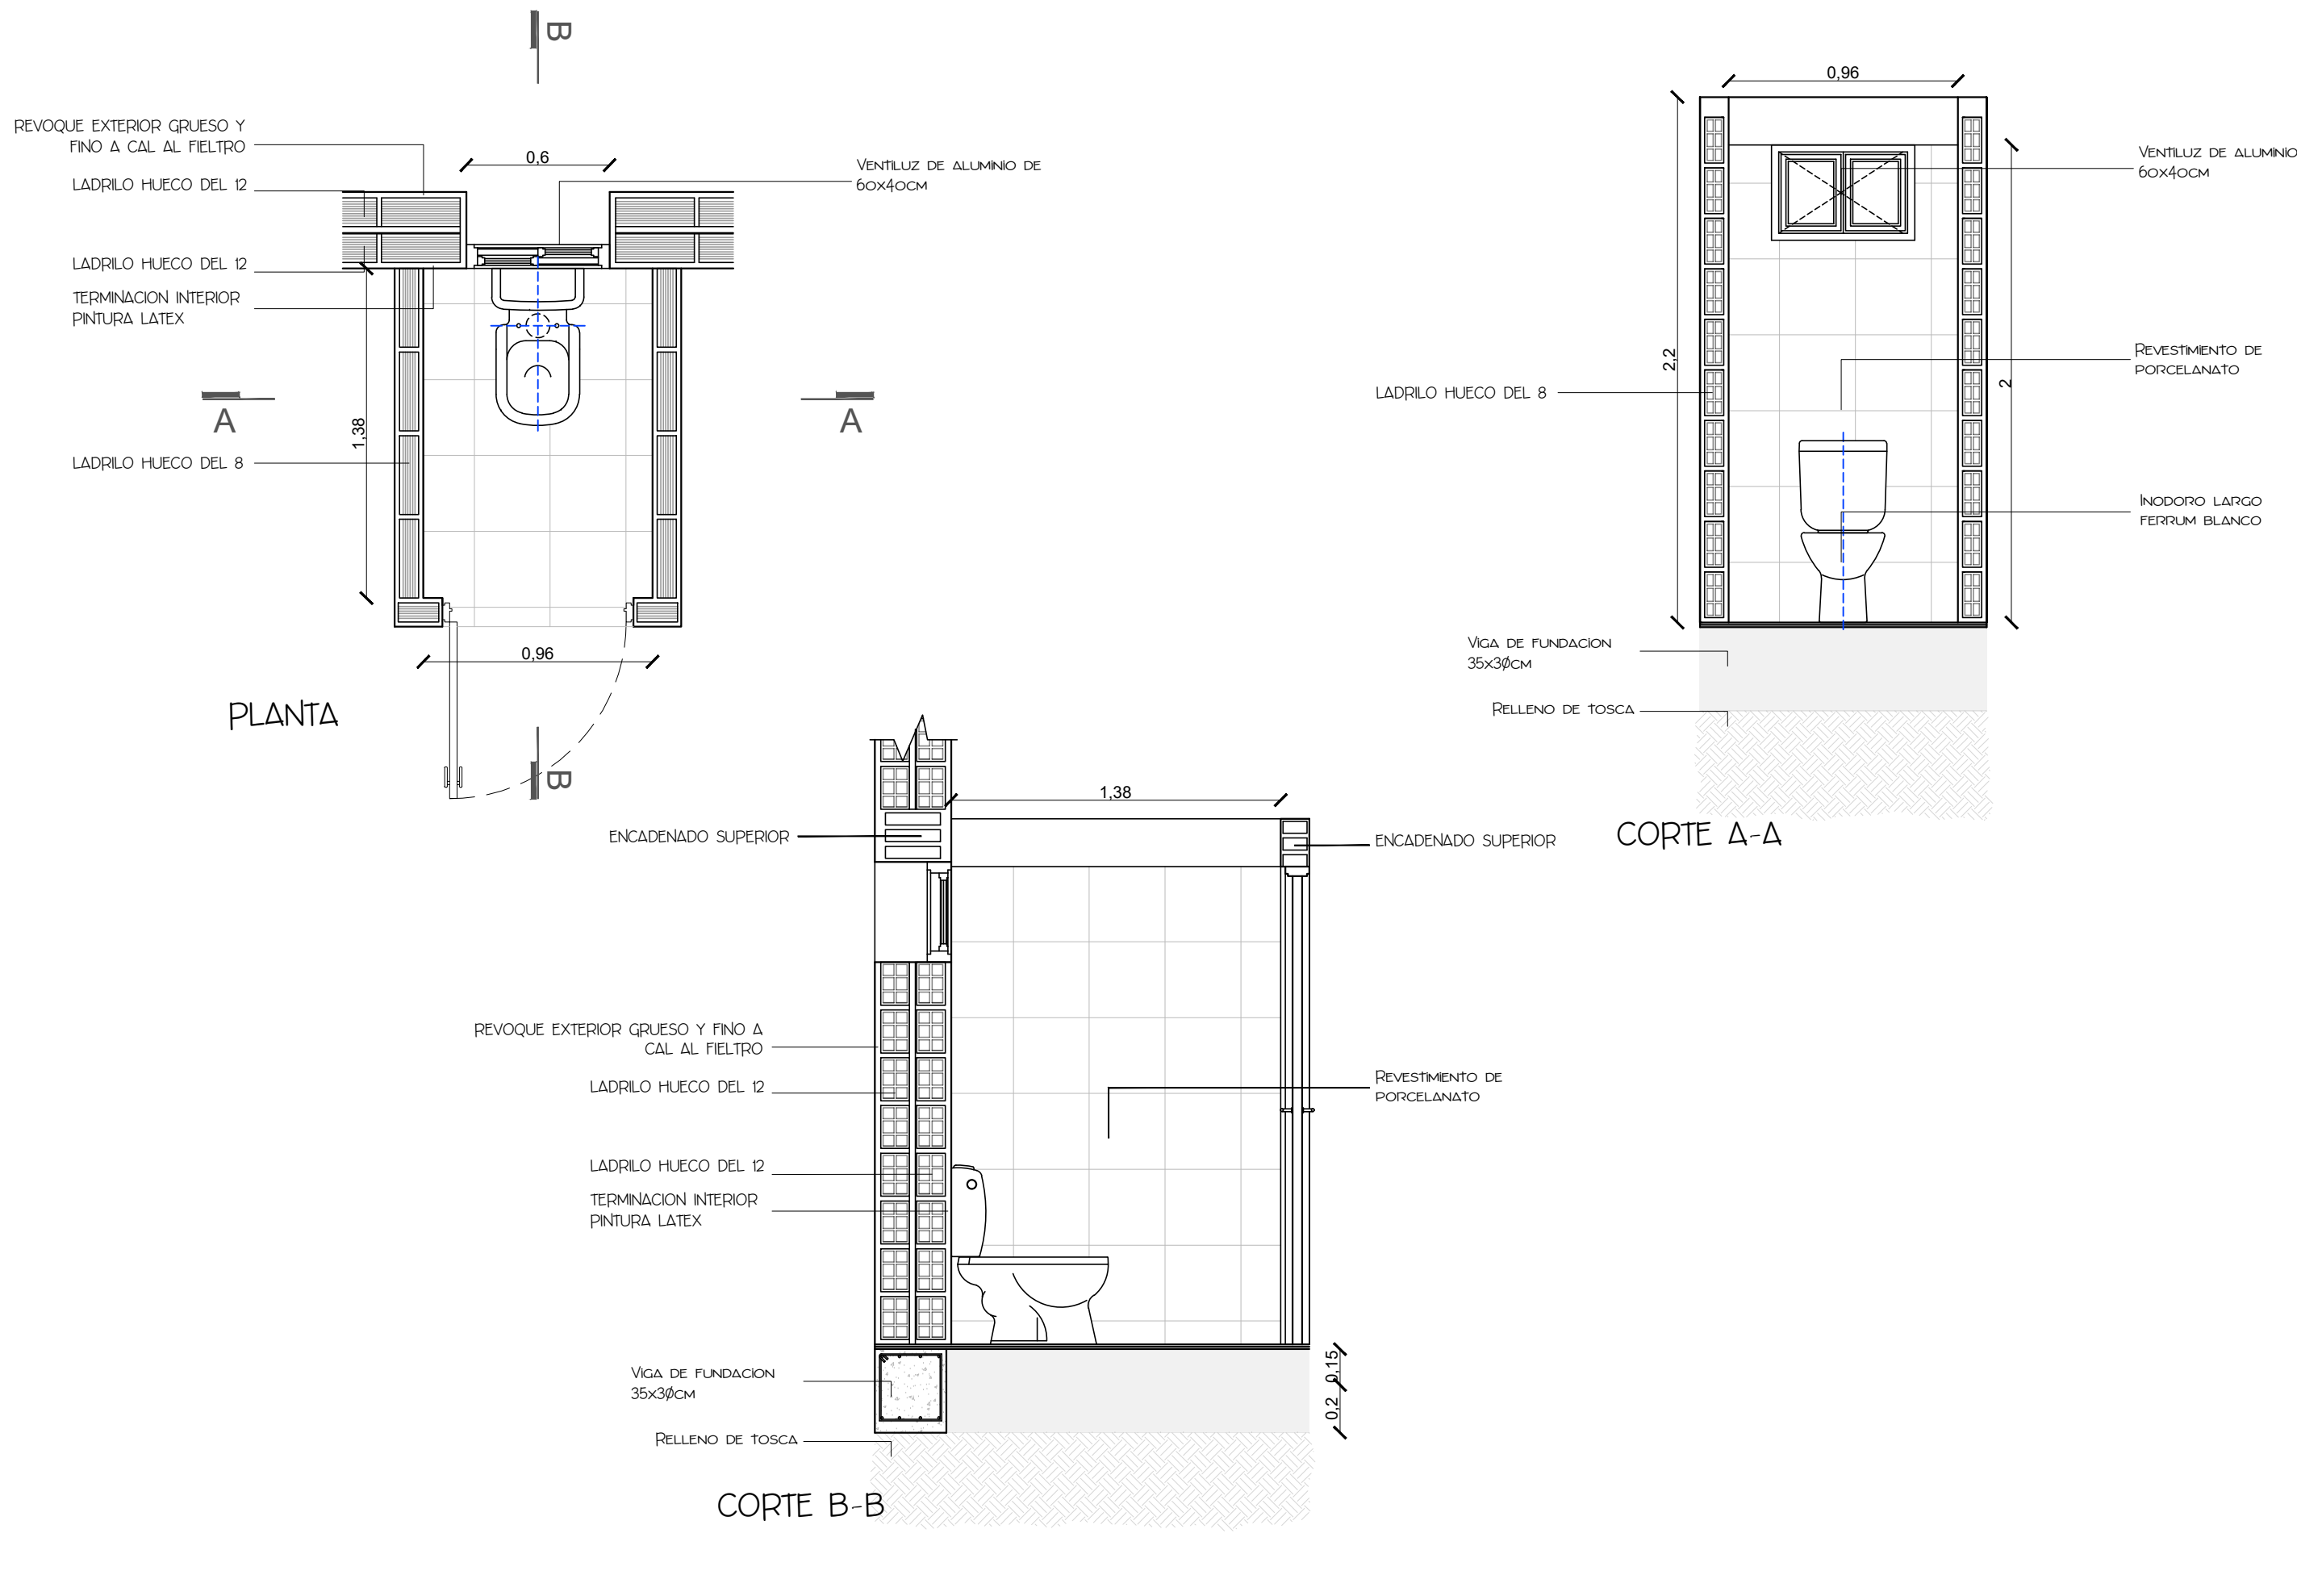 B
REVOQUE EXTERIOR GRUESO Y
FINO A CAL AL FIELTRO
LADRILO HUECO DEL 12
LADRILO HUECO DEL 12
TERMINACION INTERIOR
PINTURA LATEX
0,6
VENTILUZ DE ALUMINIO DE
60x40CM
1,38
A
A
LADRILO HUECO DEL 8
0,96
B
PLANTA
0,96
VENTILUZ DE ALUMINIO
60x40CM
2,2
2
LADRILO HUECO DEL 8
REVESTIMIENTO DE
PORCELANATO
INODORO LARGO
FERRUM BLANCO
VIGA DE FUNDACION
35x30CM
RELLENO DE TOSCA
CORTE A-A
1,38
ENCADENADO SUPERIOR
ENCADENADO SUPERIOR
REVOQUE EXTERIOR GRUESO Y FINO A
CAL AL FIELTRO
LADRILO HUECO DEL 12
LADRILO HUECO DEL 12
TERMINACION INTERIOR
PINTURA LATEX
REVESTIMIENTO DE
PORCELANATO
VIGA DE FUNDACION
35x30CM
0,15
0,2
RELLENO DE TOSCA
CORTE B-B